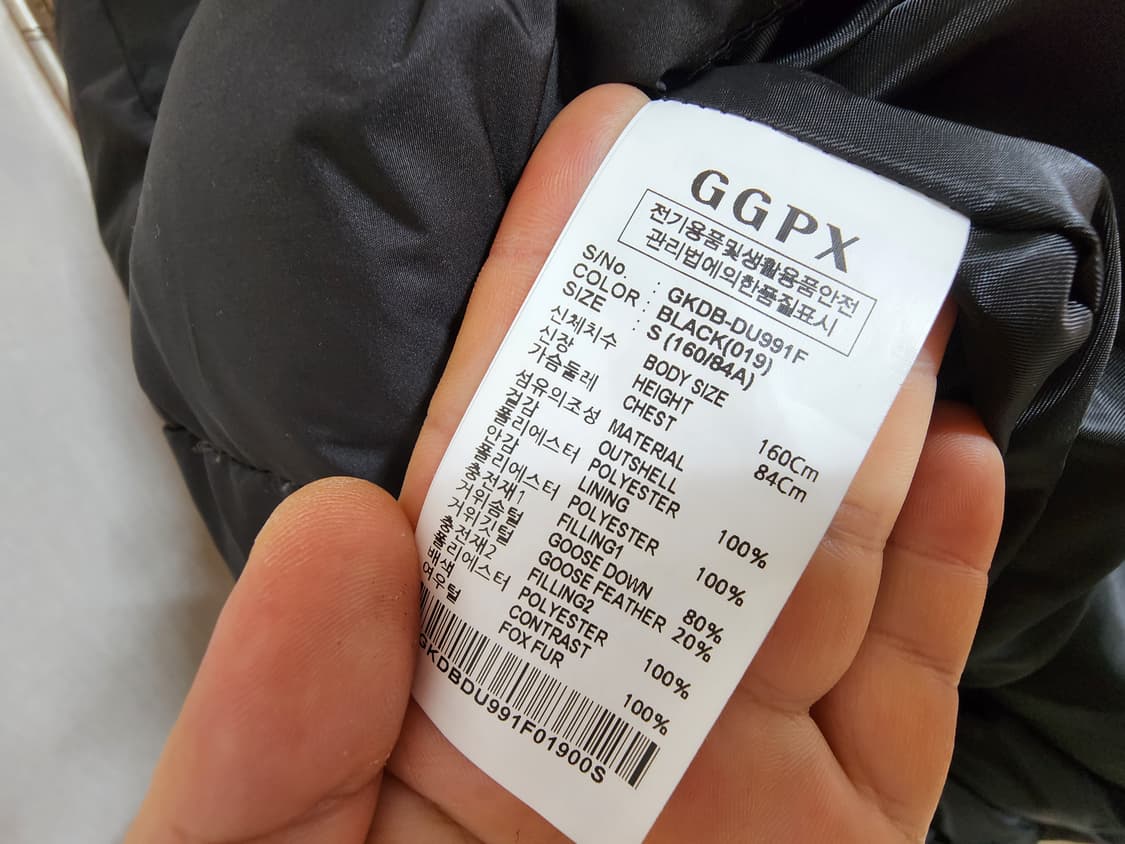 GGPX
전기용품및생활용품안전
관리법에의한품질표시
S/No. : GKDB-DU991F
COLOR : BLACK(019)
SIZE : S (160/84A)
신체치수 BODY SIZE
신장 HEIGHT 160Cm
가슴둘레 CHEST 84Cm
섬유의조성 MATERIAL
겉감 OUTSHELL
폴리에스터 POLYESTER 100%
안감 LINING
폴리에스터 POLYESTER 100%
충전재1 FILLING1
거위솜털 GOOSE DOWN 80%
거위깃털 GOOSE FEATHER 20%
충전재2 FILLING2
폴리에스터 POLYESTER 100%
배색 CONTRAST
여우털 FOX FUR 100%
GKDBDU991F01900S